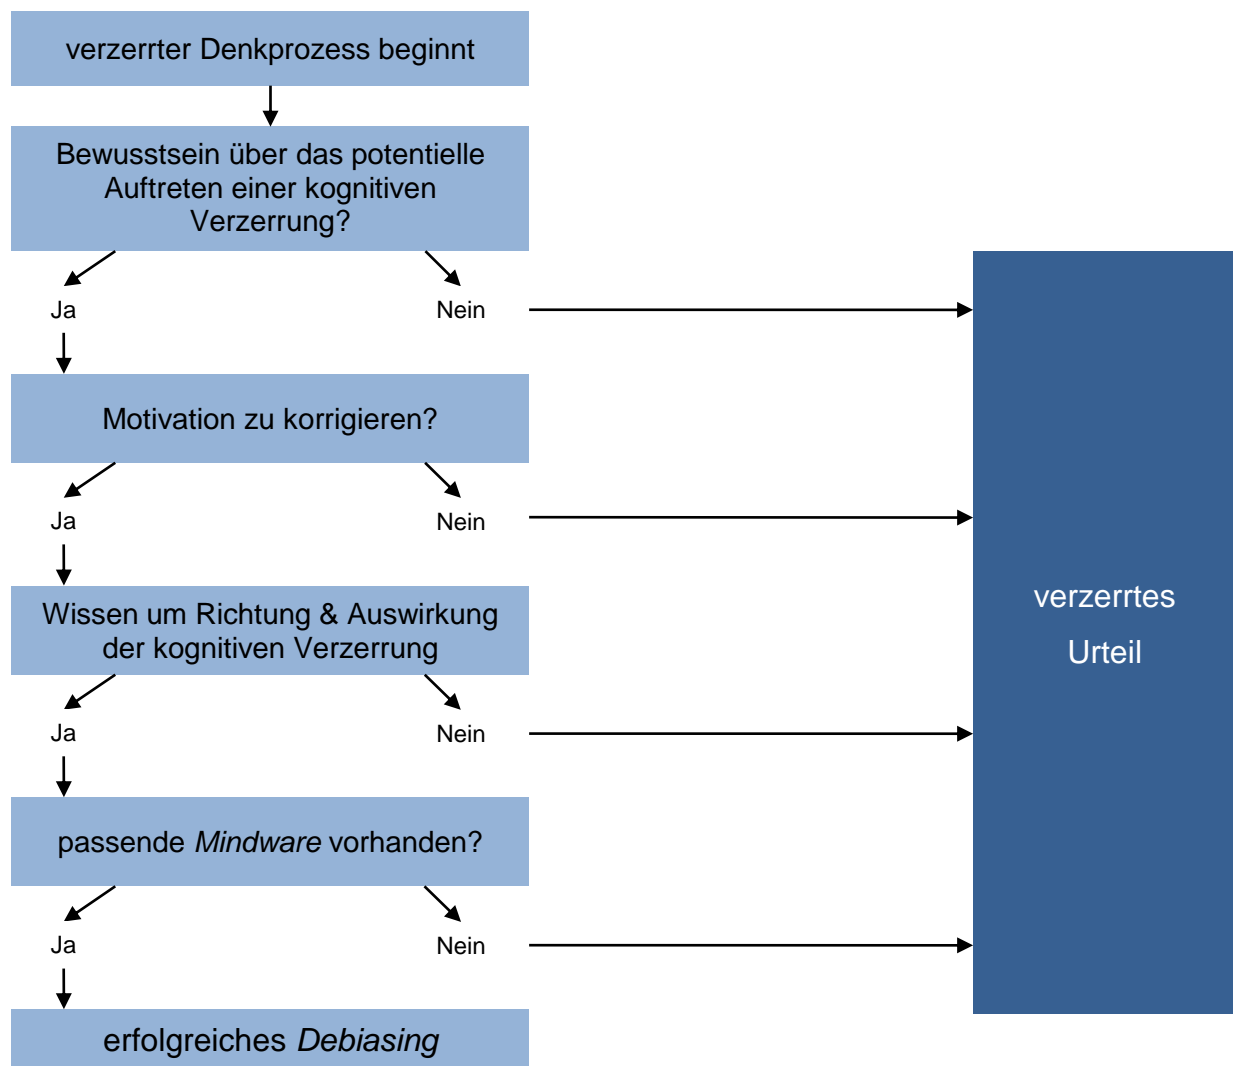 verzerrter Denkprozess beginnt
Bewusstsein über das potentielle
Auftreten einer kognitiven
Verzerrung?
Ja
Nein
Motivation zu korrigieren?
Ja
Nein
Wissen um Richtung & Auswirkung
der kognitiven Verzerrung
Ja
Nein
passende Mindware vorhanden?
Ja
Nein
erfolgreiches Debiasing
verzerrtes
Urteil